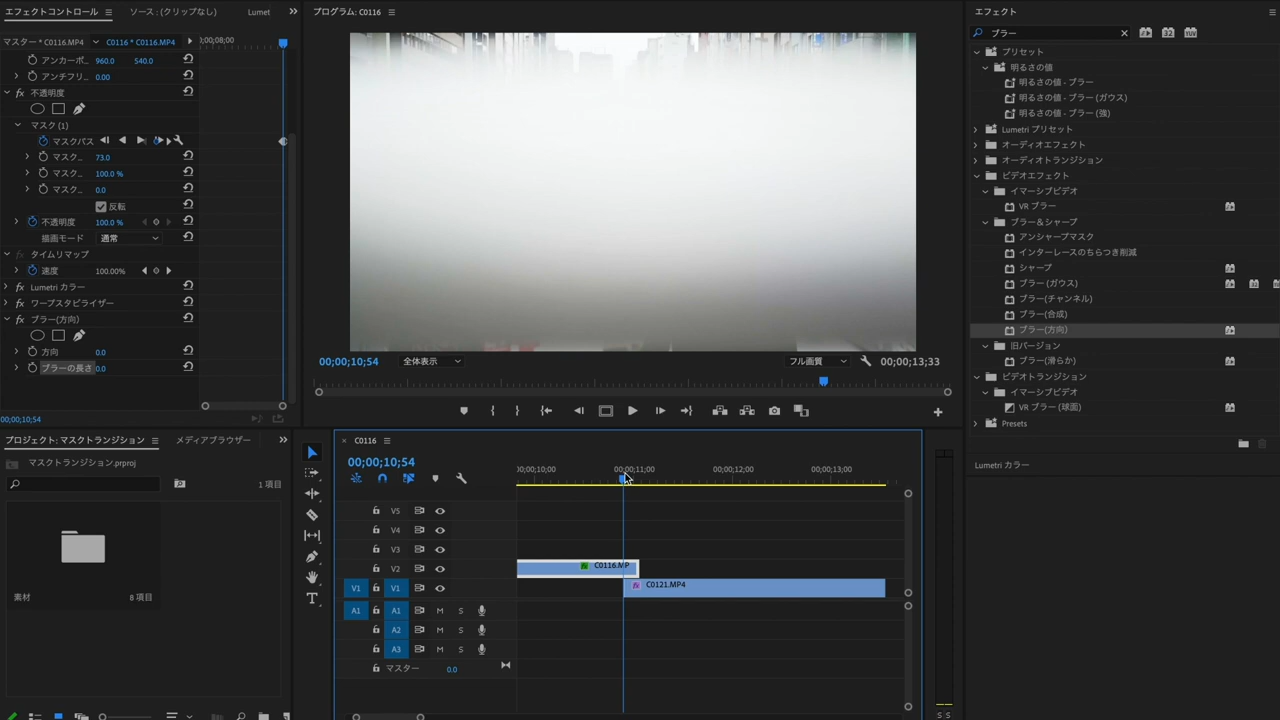 エフェクトコントロール
ソース : (クリップなし)
Lumet
マスター * C0116.MP4
C0116 * C0116.MP4
;00;08;00
アンカーポ...
960.0
540.0
アンチフリ...
0.00
fx 不透明度
マスク (1)
マスクパス
マスク...
73.0
マスク...
100.0 %
マスク...
0.0
反転
不透明度
100.0 %
描画モード
通常
fx タイムリマップ
速度
100.00%
fx Lumetri カラー
fx ワープスタビライザー
fx ブラー(方向)
方向
0.0
ブラーの長さ
0.0
00;00;10;54
プログラム: C0116
00;00;10;54
全体表示
フル画質
00;00;13;33
エフェクト
ブラー
32
YUV
プリセット
明るさの値
明るさの値 - ブラー
明るさの値 - ブラー (ガウス)
明るさの値 - ブラー (強)
Lumetri プリセット
オーディオエフェクト
オーディオトランジション
ビデオエフェクト
イマーシブビデオ
VR ブラー
ブラー＆シャープ
アンシャープマスク
インターレースのちらつき削減
シャープ
ブラー (ガウス)
ブラー(チャンネル)
ブラー(合成)
ブラー(方向)
旧バージョン
ブラー(滑らか)
ビデオトランジション
イマーシブビデオ
VR ブラー (球面)
Presets
Lumetri カラー
プロジェクト: マスクトランジション
メディアブラウザー
マスクトランジション.prproj
1 項目
素材
8 項目
C0116
00;00;10;54
;00;00;10;00
00;00;11;00
00;00;12;00
00;00;13;00
V5
V4
V3
V2
fx C0116.MP
V1
V1
fx C0121.MP4
A1
A1
M
S
A2
M
S
A3
M
S
マスター
0.0
S S